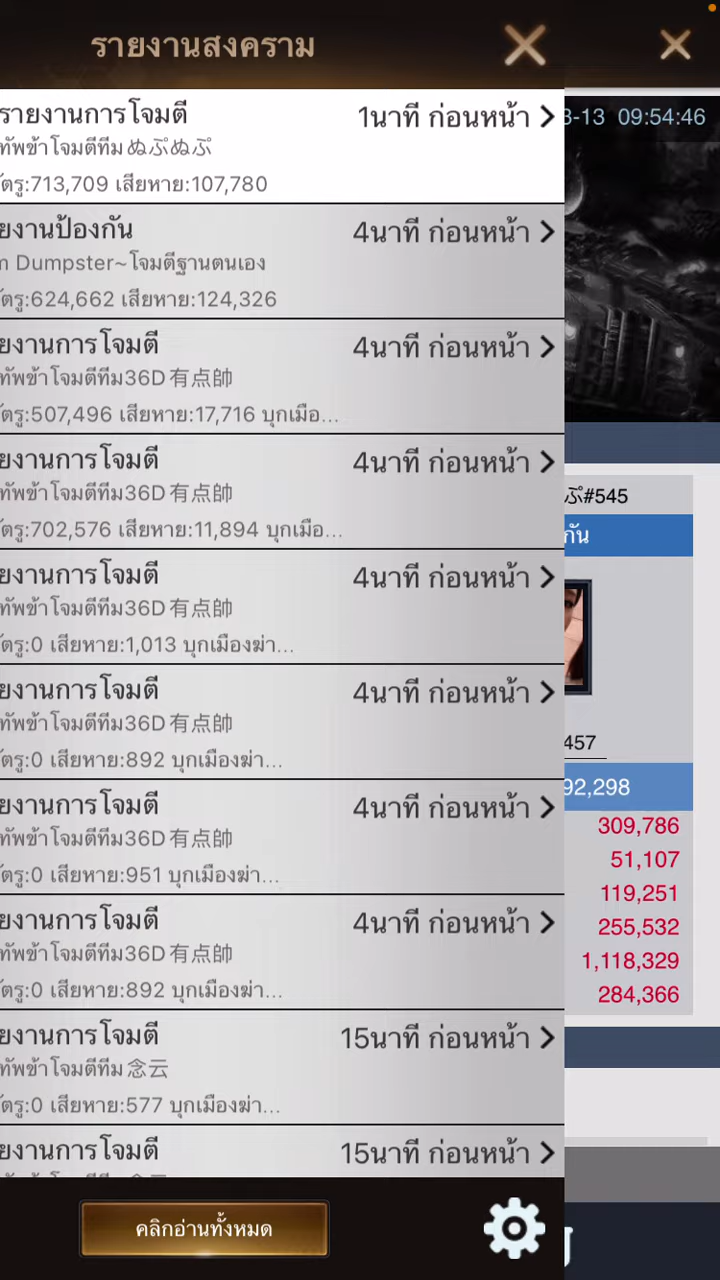 รายงานสงคราม
3-13 09:54:46
รายงานการโจมตี
1นาที ก่อนหน้า
ทัพข้าโจมตีทีมぬぷぬぷ
ัตรู:713,709 เสียหาย:107,780
ยงานป้องกัน
4นาที ก่อนหน้า
m Dumpster~โจมตีฐานตนเอง
ัตรู:624,662 เสียหาย:124,326
ยงานการโจมตี
4นาที ก่อนหน้า
ทัพข้าโจมตีทีม36D有点帥
ัตรู:507,496 เสียหาย:17,716 บุกเมือ...
ยงานการโจมตี
4นาที ก่อนหน้า
ทัพข้าโจมตีทีม36D有点帥
ัตรู:702,576 เสียหาย:11,894 บุกเมือ...
ยงานการโจมตี
4นาที ก่อนหน้า
ทัพข้าโจมตีทีม36D有点帥
ัตรู:0 เสียหาย:1,013 บุกเมืองฆ่า...
ยงานการโจมตี
4นาที ก่อนหน้า
ทัพข้าโจมตีทีม36D有点帥
ัตรู:0 เสียหาย:892 บุกเมืองฆ่า...
ยงานการโจมตี
4นาที ก่อนหน้า
ทัพข้าโจมตีทีม36D有点帥
ัตรู:0 เสียหาย:951 บุกเมืองฆ่า...
ยงานการโจมตี
4นาที ก่อนหน้า
ทัพข้าโจมตีทีม36D有点帥
ัตรู:0 เสียหาย:892 บุกเมืองฆ่า...
ยงานการโจมตี
15นาที ก่อนหน้า
ทัพข้าโจมตีทีม念云
ัตรู:0 เสียหาย:577 บุกเมืองฆ่า...
ยงานการโจมตี
15นาที ก่อนหน้า
คลิกอ่านทั้งหมด
ぷ#545
กัน
457
92,298
309,786
51,107
119,251
255,532
1,118,329
284,366